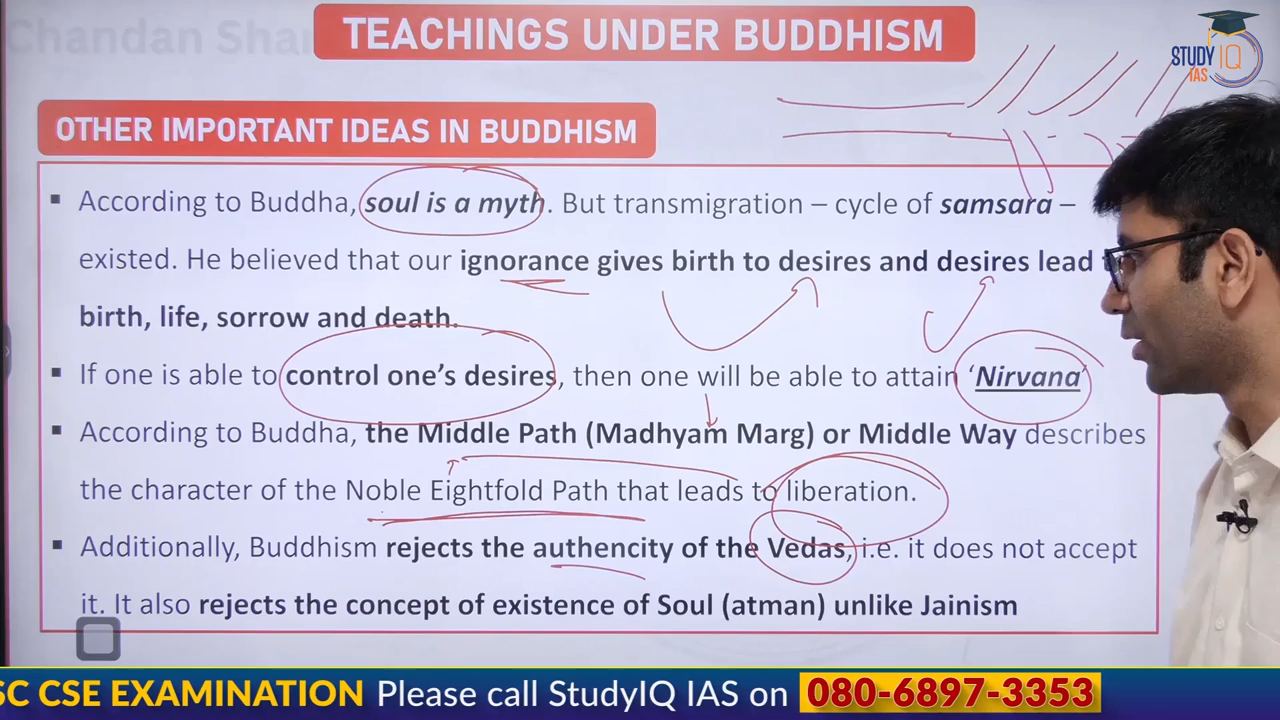 Chandan Shar
TEACHINGS UNDER BUDDHISM
STUDY IQ
IAS
OTHER IMPORTANT IDEAS IN BUDDHISM
▪ According to Buddha, soul is a myth. But transmigration – cycle of samsara –
existed. He believed that our ignorance gives birth to desires and desires lead
birth, life, sorrow and death.
▪ If one is able to control one's desires, then one will be able to attain ‘Nirvana’
▪ According to Buddha, the Middle Path (Madhyam Marg) or Middle Way describes
the character of the Noble Eightfold Path that leads to liberation.
▪ Additionally, Buddhism rejects the authencity of the Vedas, i.e. it does not accept
it. It also rejects the concept of existence of Soul (atman) unlike Jainism
SC CSE EXAMINATION Please call StudyIQ IAS on 080-6897-3353